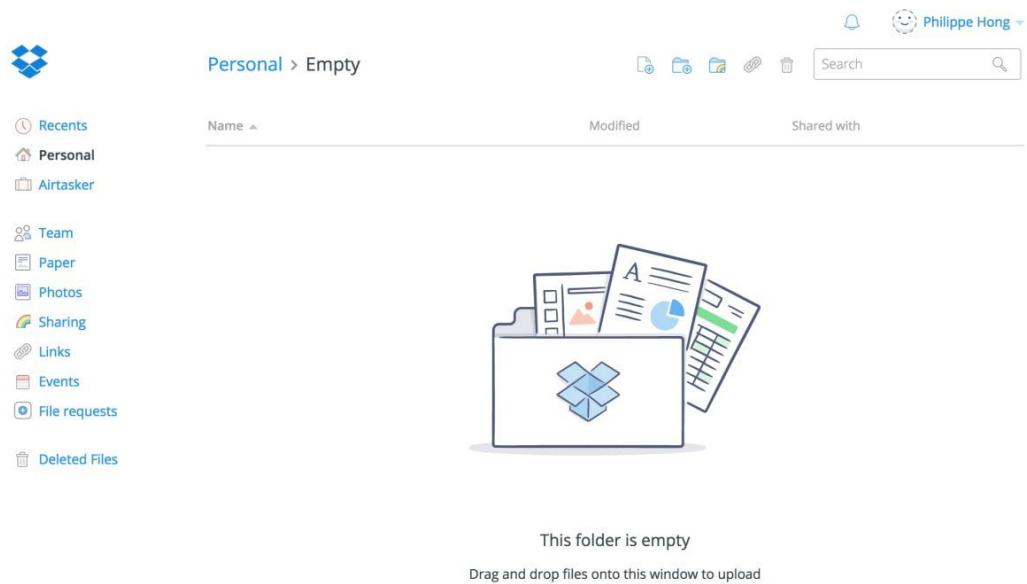 Philippe Hong
Personal > Empty
Search
Name
Modified
Shared with
Recents
Personal
Airtasker
Team
Paper
Photos
Sharing
Links
Events
File requests
Deleted Files
A
This folder is empty
Drag and drop files onto this window to upload